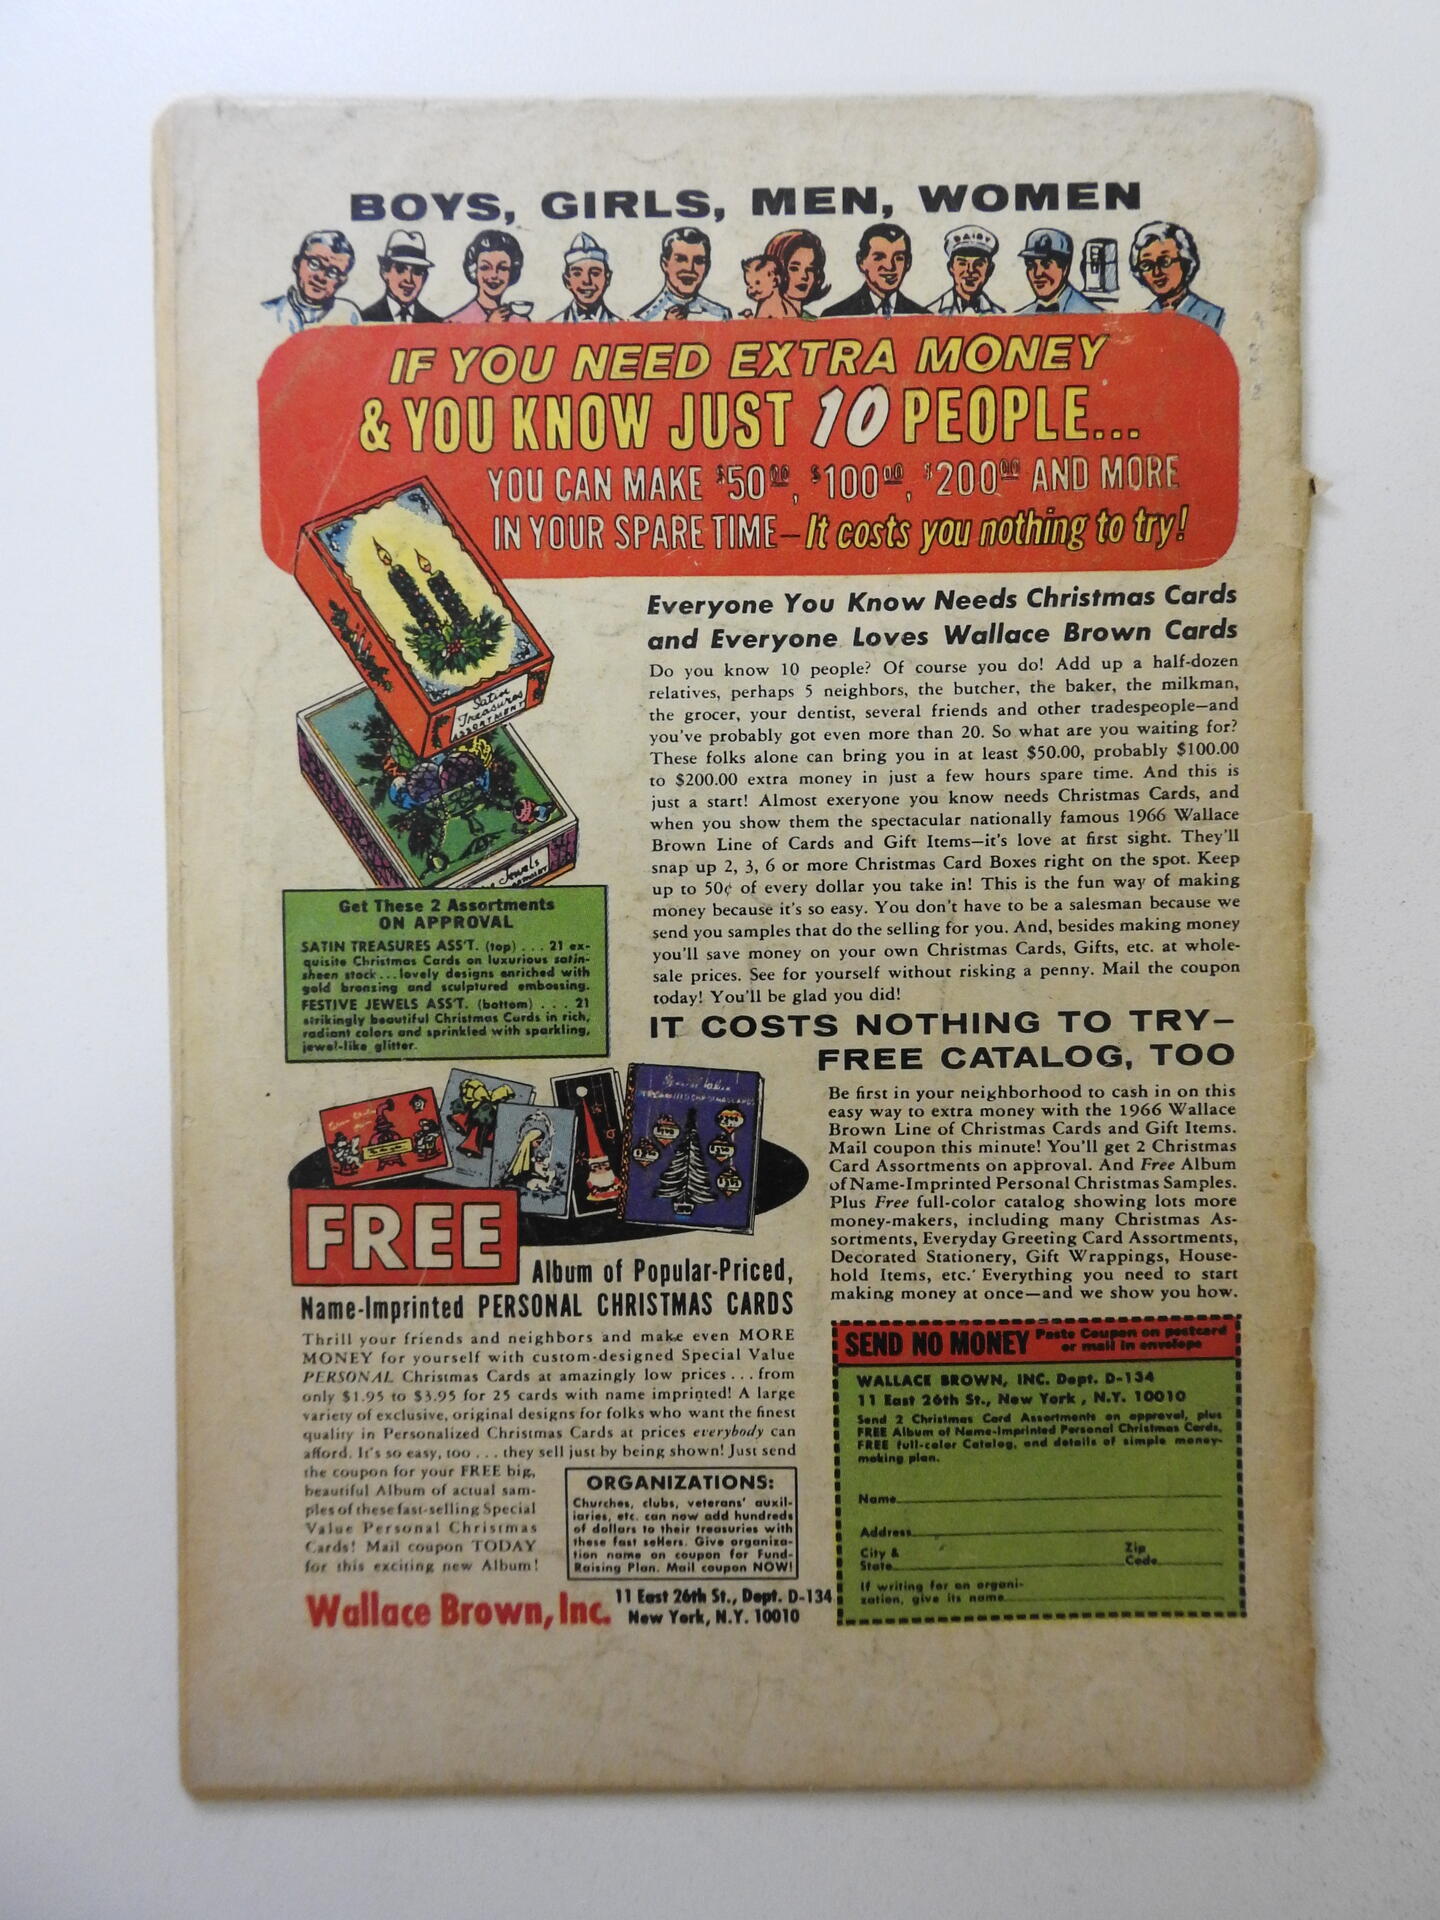 BOYS, GIRLS, MEN, WOMEN
DAIRY
IF YOU NEED EXTRA MONEY
& YOU KNOW JUST 10 PEOPLE...
YOU CAN MAKE $50.00, $100.00, $200.00 AND MORE
IN YOUR SPARE TIME—It costs you nothing to try!
Satin
Treasures
ASSORTMENT
Jewels
Get These 2 Assortments
ON APPROVAL
SATIN TREASURES ASS'T. (top) . . . 21 ex-
quisite Christmas Cards on luxurious satin-
sheen stock . . . lovely designs enriched with
gold bronzing and sculptured embossing.
FESTIVE JEWELS ASS'T. (bottom) . . . 21
strikingly beautiful Christmas Cards in rich,
radiant colors and sprinkled with sparkling,
jewel-like glitter.
Everyone You Know Needs Christmas Cards
and Everyone Loves Wallace Brown Cards
Do you know 10 people? Of course you do! Add up a half-dozen
relatives, perhaps 5 neighbors, the butcher, the baker, the milkman,
the grocer, your dentist, several friends and other tradespeople—and
you've probably got even more than 20. So what are you waiting for?
These folks alone can bring you in at least $50.00, probably $100.00
to $200.00 extra money in just a few hours spare time. And this is
just a start! Almost exeryone you know needs Christmas Cards, and
when you show them the spectacular nationally famous 1966 Wallace
Brown Line of Cards and Gift Items—it's love at first sight. They'll
snap up 2, 3, 6 or more Christmas Card Boxes right on the spot. Keep
up to 50¢ of every dollar you take in! This is the fun way of making
money because it's so easy. You don't have to be a salesman because we
send you samples that do the selling for you. And, besides making money
you'll save money on your own Christmas Cards, Gifts, etc. at whole-
sale prices. See for yourself without risking a penny. Mail the coupon
today! You'll be glad you did!
IT COSTS NOTHING TO TRY—
FREE CATALOG, TOO
Be first in your neighborhood to cash in on this
easy way to extra money with the 1966 Wallace
Brown Line of Christmas Cards and Gift Items.
Mail coupon this minute! You'll get 2 Christmas
Card Assortments on approval. And Free Album
of Name-Imprinted Personal Christmas Samples.
Plus Free full-color catalog showing lots more
money-makers, including many Christmas As-
sortments, Everyday Greeting Card Assortments,
Decorated Stationery, Gift Wrappings, House-
hold Items, etc. Everything you need to start
making money at once—and we show you how.
FREE
Album of Popular-Priced,
Name-Imprinted PERSONAL CHRISTMAS CARDS
Thrill your friends and neighbors and make even MORE
MONEY for yourself with custom-designed Special Value
PERSONAL Christmas Cards at amazingly low prices . . . from
only $1.95 to $3.95 for 25 cards with name imprinted! A large
variety of exclusive, original designs for folks who want the finest
quality in Personalized Christmas Cards at prices everybody can
afford. It's so easy, too . . . they sell just by being shown! Just send
the coupon for your FREE big,
beautiful Album of actual sam-
ples of these fast-selling Special
Value Personal Christmas
Cards! Mail coupon TODAY
for this exciting new Album!
ORGANIZATIONS:
Churches, clubs, veterans' auxil-
iaries, etc. can now add hundreds
of dollars to their treasuries with
these fast sellers. Give organiza-
tion name on coupon for Fund-
Raising Plan. Mail coupon NOW!
Wallace Brown, Inc.
11 East 26th St., Dept. D-134
New York, N.Y. 10010
SEND NO MONEY
Paste Coupon on postcard
or mail in envelope
WALLACE BROWN, INC. Dept. D-134
11 East 26th St., New York , N.Y. 10010
Send 2 Christmas Card Assortments on approval, plus
FREE Album of Name-Imprinted Personal Christmas Cards,
FREE full-color Catalog, and details of simple money-
making plan.
Name
Address
City &
State
Zip
Code
If writing for an organi-
zation, give its name